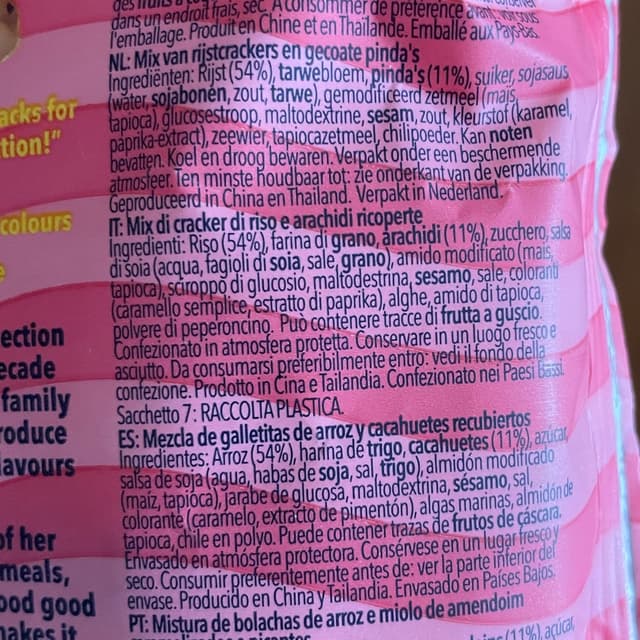 dans un endroit frais, sec. À consommer de préférence avant, voir sous
l'emballage. Produit en Chine et en Thaïlande. Emballé aux Pays-Bas.
NL: Mix van rijstcrackers en gecoate pinda's
Ingrediënten: Rijst (54%), tarwebloem, pinda's (11%), suiker, sojasaus
(water, sojabonen, zout, tarwe), gemodificeerd zetmeel (mais,
tapioca), glucosestroop, maltodextrine, sesam, zout, kleurstof (karamel,
paprika-extract), zeewier, tapiocazetmeel, chilipoeder. Kan noten
bevatten. Koel en droog bewaren. Verpakt onder een beschermende
atmosfeer. Ten minste houdbaar tot: zie onderkant van de verpakking.
Geproduceerd in China en Thailand. Verpakt in Nederland.
IT: Mix di cracker di riso e arachidi ricoperte
Ingredienti: Riso (54%), farina di grano, arachidi (11%), zucchero, salsa
di soia (acqua, fagioli di soia, sale, grano), amido modificato (mais,
tapioca), sciroppo di glucosio, maltodestrina, sesamo, sale, coloranti
(caramello semplice, estratto di paprika), alghe, amido di tapioca,
polvere di peperoncino. Può contenere tracce di frutta a guscio.
Confezionato in atmosfera protetta. Conservare in un luogo fresco e
asciutto. Da consumarsi preferibilmente entro: vedi il fondo della
confezione. Prodotto in Cina e Tailandia. Confezionato nei Paesi Bassi.
Sacchetto 7: RACCOLTA PLASTICA.
ES: Mezcla de galletitas de arroz y cacahuetes recubiertos
Ingredientes: Arroz (54%), harina de trigo, cacahuetes (11%), azúcar,
salsa de soja (agua, habas de soja, sal, trigo), almidón modificado
(maíz, tapioca), jarabe de glucosa, maltodextrina, sésamo, sal,
colorante (caramelo, extracto de pimentón), algas marinas, almidón de
tapioca, chile en polvo. Puede contener trazas de frutos de cáscara.
Envasado en atmósfera protectora. Consérvese en un lugar fresco y
seco. Consumir preferentemente antes de: ver la parte inferior del
envase. Producido en China y Tailandia. Envasado en Países Bajos.
PT: Mistura de bolachas de arroz e miolo de amendoim
(11%), açúcar,
acks for
tion!"
colours
e
ection
ecade
family
roduce
lavours
of her
meals,
ood good
makes it